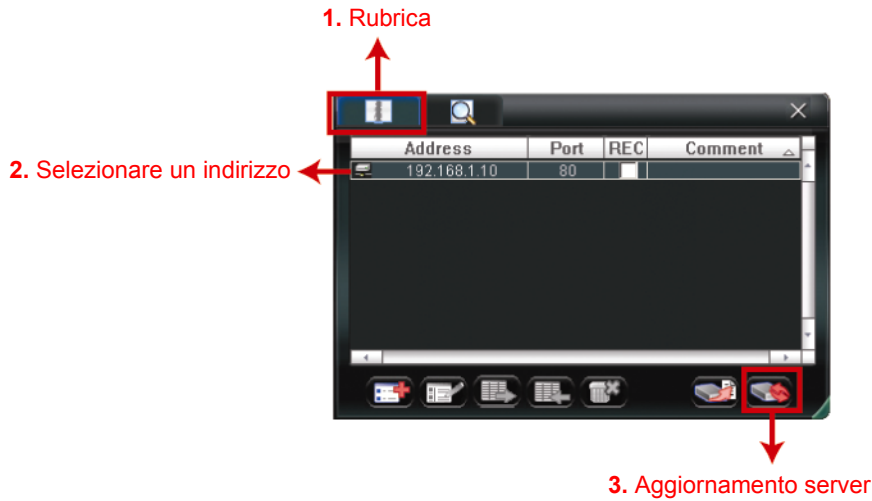 1. Rubrica
Address Port REC Comment
2. Selezionare un indirizzo
192.168.1.10 80
3. Aggiornamento server